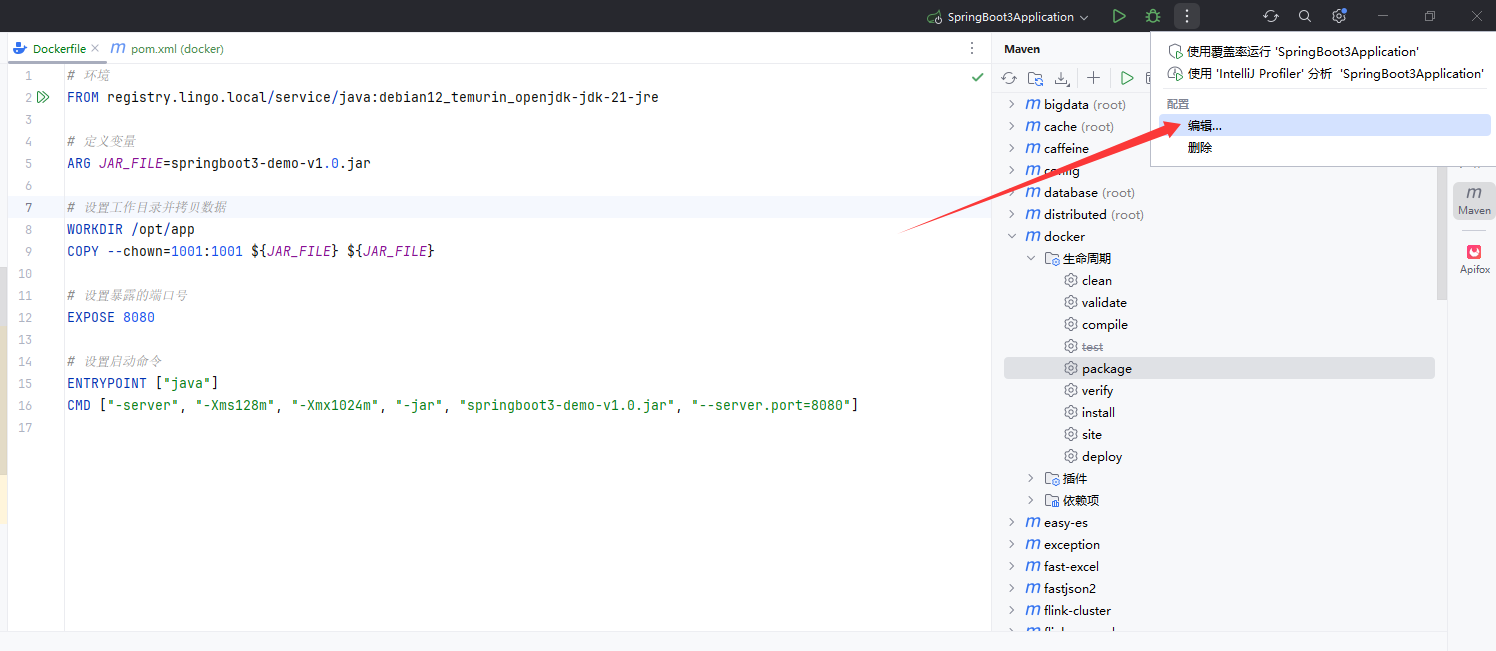 SpringBoot3Application
Dockerfile
pom.xml (docker)
1 # 环境
2 FROM registry.lingo.local/service/java:debian12_temurin_openjdk-jdk-21-jre
3
4 # 定义变量
5 ARG JAR_FILE=springboot3-demo-v1.0.jar
6
7 # 设置工作目录并拷贝数据
8 WORKDIR /opt/app
9 COPY --chown=1001:1001 ${JAR_FILE} ${JAR_FILE}
10
11 # 设置暴露的端口号
12 EXPOSE 8080
13
14 # 设置启动命令
15 ENTRYPOINT ["java"]
16 CMD ["-server", "-Xms128m", "-Xmx1024m", "-jar", "springboot3-demo-v1.0.jar", "--server.port=8080"]
17
Maven
m bigdata (root)
m cache (root)
m caffeine
m config
m database (root)
m distributed (root)
m docker
生命周期
clean
validate
compile
test
package
verify
install
site
deploy
插件
依赖项
m easy-es
m exception
m fast-excel
m fastjson2
m flink-cluster
使用覆盖率运行 'SpringBoot3Application'
使用 'IntelliJ Profiler' 分析 'SpringBoot3Application'
配置
编辑...
删除
m
Maven
Apifox